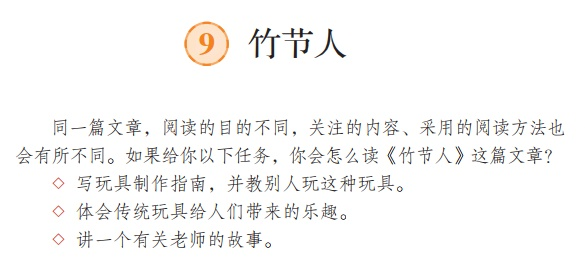 9 竹节人
同一篇文章，阅读的目的不同，关注的内容、采用的阅读方法也
会有所不同。如果给你以下任务，你会怎么读《竹节人》这篇文章？
◇ 写玩具制作指南，并教别人玩这种玩具。
◇ 体会传统玩具给人们带来的乐趣。
◇ 讲一个有关老师的故事。